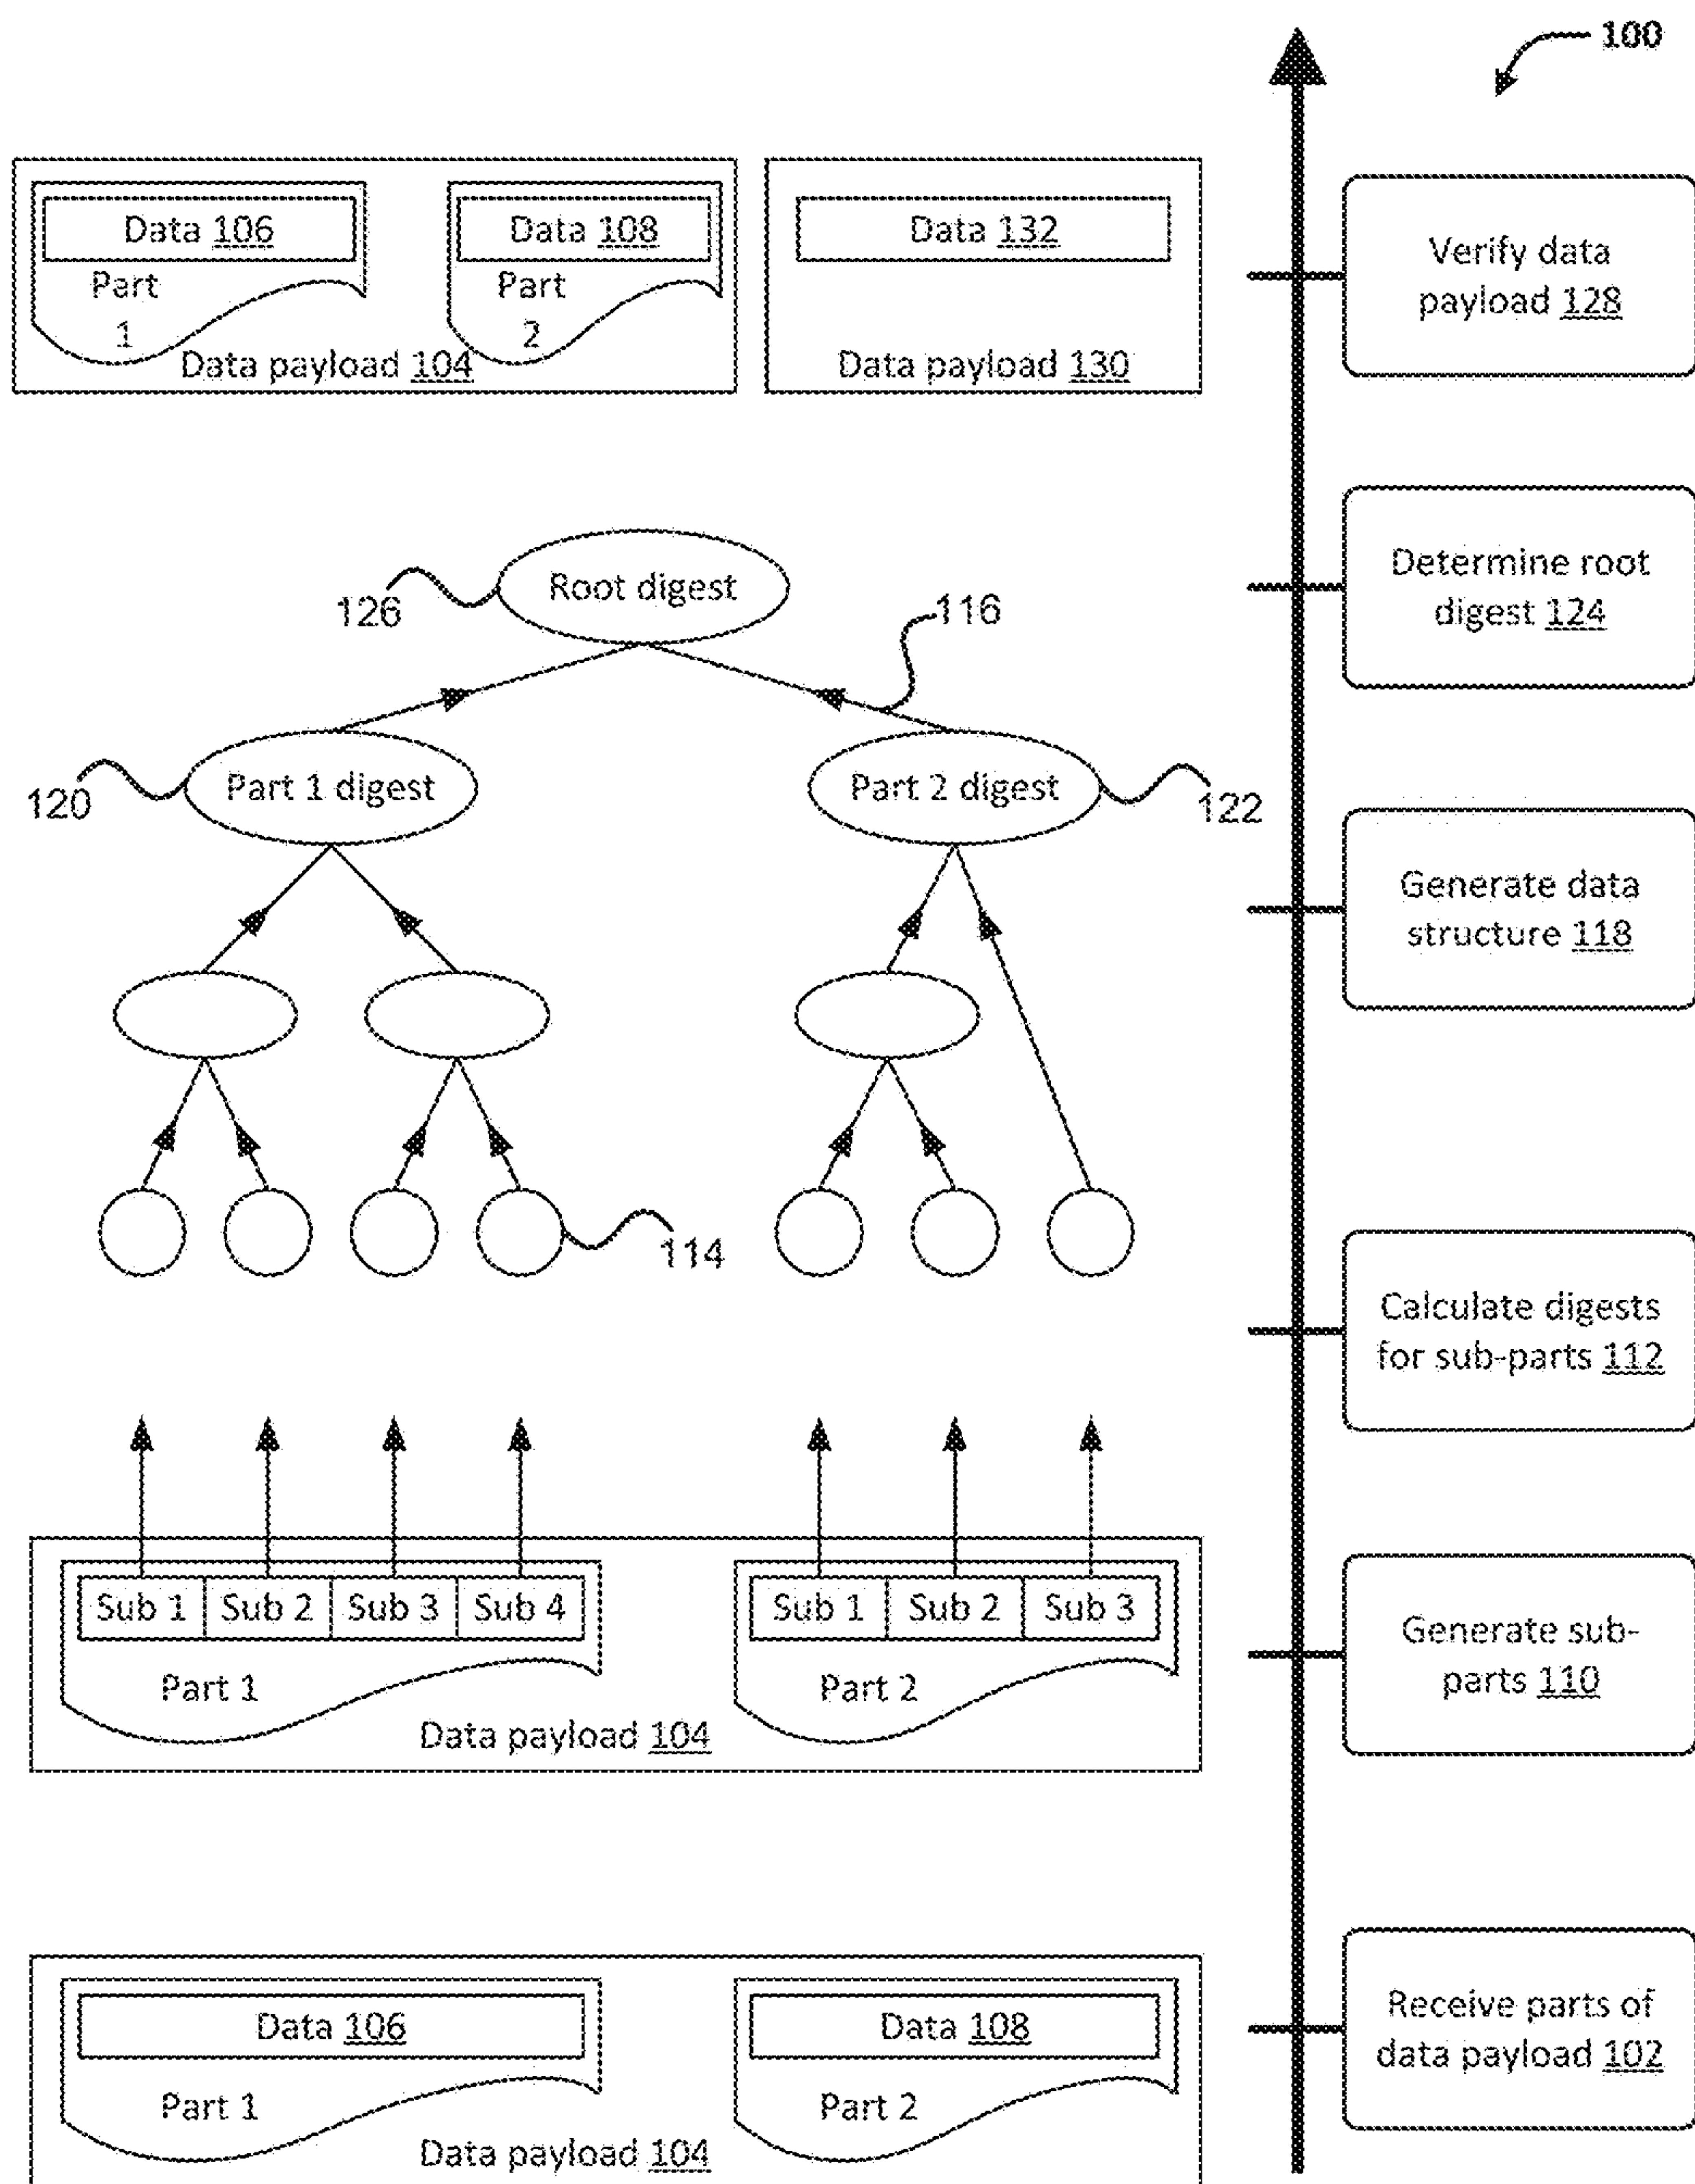 100
Data 106
Part
1
Data 108
Part
2
Data payload 104
Data 132
Data payload 130
Verify data
payload 128
126
Root digest
116
Determine root
digest 124
120
Part 1 digest
Part 2 digest
122
Generate data
structure 118
114
Calculate digests
for sub-parts 112
Sub 1
Sub 2
Sub 3
Sub 4
Part 1
Sub 1
Sub 2
Sub 3
Part 2
Data payload 104
Generate sub-
parts 110
Data 106
Part 1
Data 108
Part 2
Data payload 104
Receive parts of
data payload 102